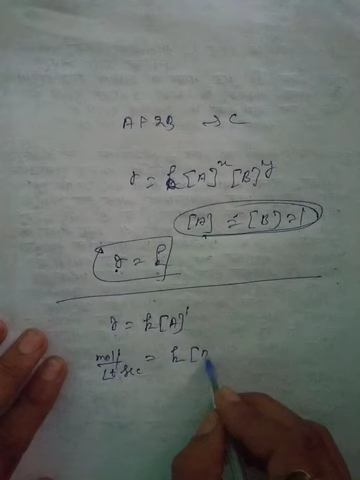 A+2B → C
r = k[A]^x [B]^y
[A] = [B] = 1
r = k
r = k[A]^1
mol/lt sec = k[